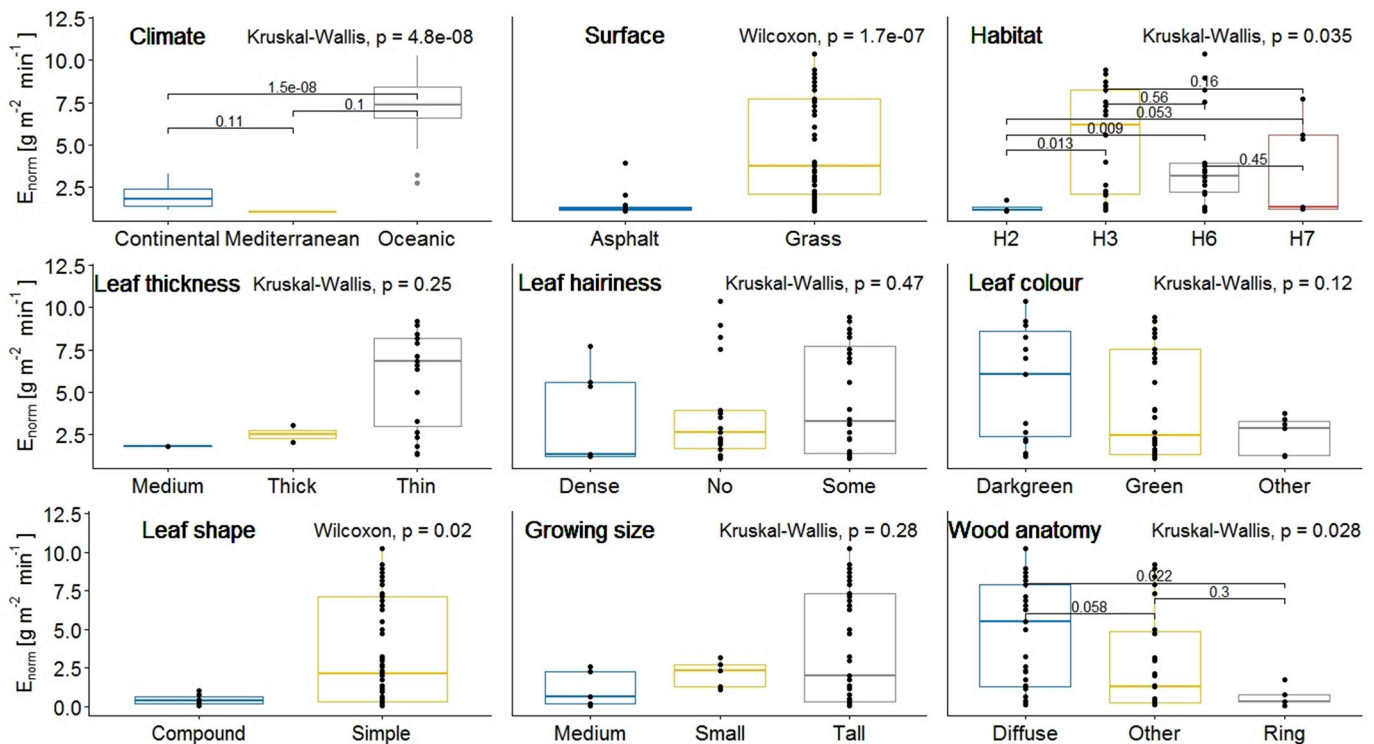 Climate Kruskal-Wallis, p = 4.8e-08
1.5e-08
0.1
0.11
12.5
10.0
7.5
5.0
2.5
E_norm [g m⁻² min⁻¹]
Continental Mediterranean Oceanic
Surface Wilcoxon, p = 1.7e-07
Asphalt Grass
Habitat Kruskal-Wallis, p = 0.035
0.16
0.56
0.053
0.009
0.013
0.45
H2 H3 H6 H7
Leaf thickness Kruskal-Wallis, p = 0.25
12.5
10.0
7.5
5.0
2.5
E_norm [g m⁻² min⁻¹]
Medium Thick Thin
Leaf hairiness Kruskal-Wallis, p = 0.47
Dense No Some
Leaf colour Kruskal-Wallis, p = 0.12
Darkgreen Green Other
Leaf shape Wilcoxon, p = 0.02
12.5
10.0
7.5
5.0
2.5
0.0
E_norm [g m⁻² min⁻¹]
Compound Simple
Growing size Kruskal-Wallis, p = 0.28
Medium Small Tall
Wood anatomy Kruskal-Wallis, p = 0.028
0.022
0.3
0.058
Diffuse Other Ring